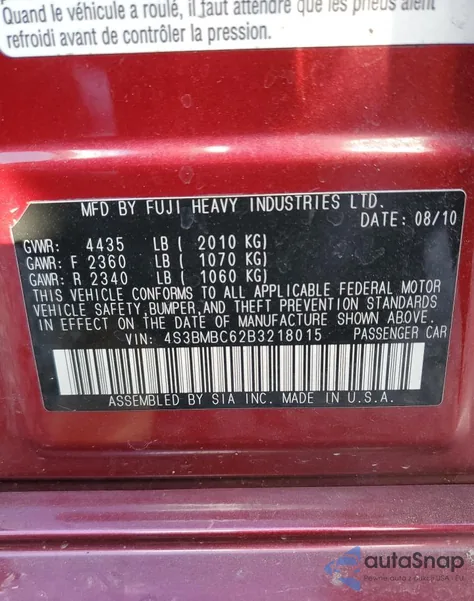 Quand le véhicule a roulé, il faut attendre que les pneus aient
refroidi avant de contrôler la pression.
MFD BY FUJI HEAVY INDUSTRIES LTD.
DATE: 08/10
GVWR: 4435 LB ( 2010 KG)
GAWR: F 2360 LB ( 1070 KG)
GAWR: R 2340 LB ( 1060 KG)
THIS VEHICLE CONFORMS TO ALL APPLICABLE FEDERAL MOTOR
VEHICLE SAFETY, BUMPER, AND THEFT PREVENTION STANDARDS
IN EFFECT ON THE DATE OF MANUFACTURE SHOWN ABOVE.
VIN: 4S3BMBC62B3218015 PASSENGER CAR
ASSEMBLED BY SIA INC. MADE IN U.S.A.
autoSnap